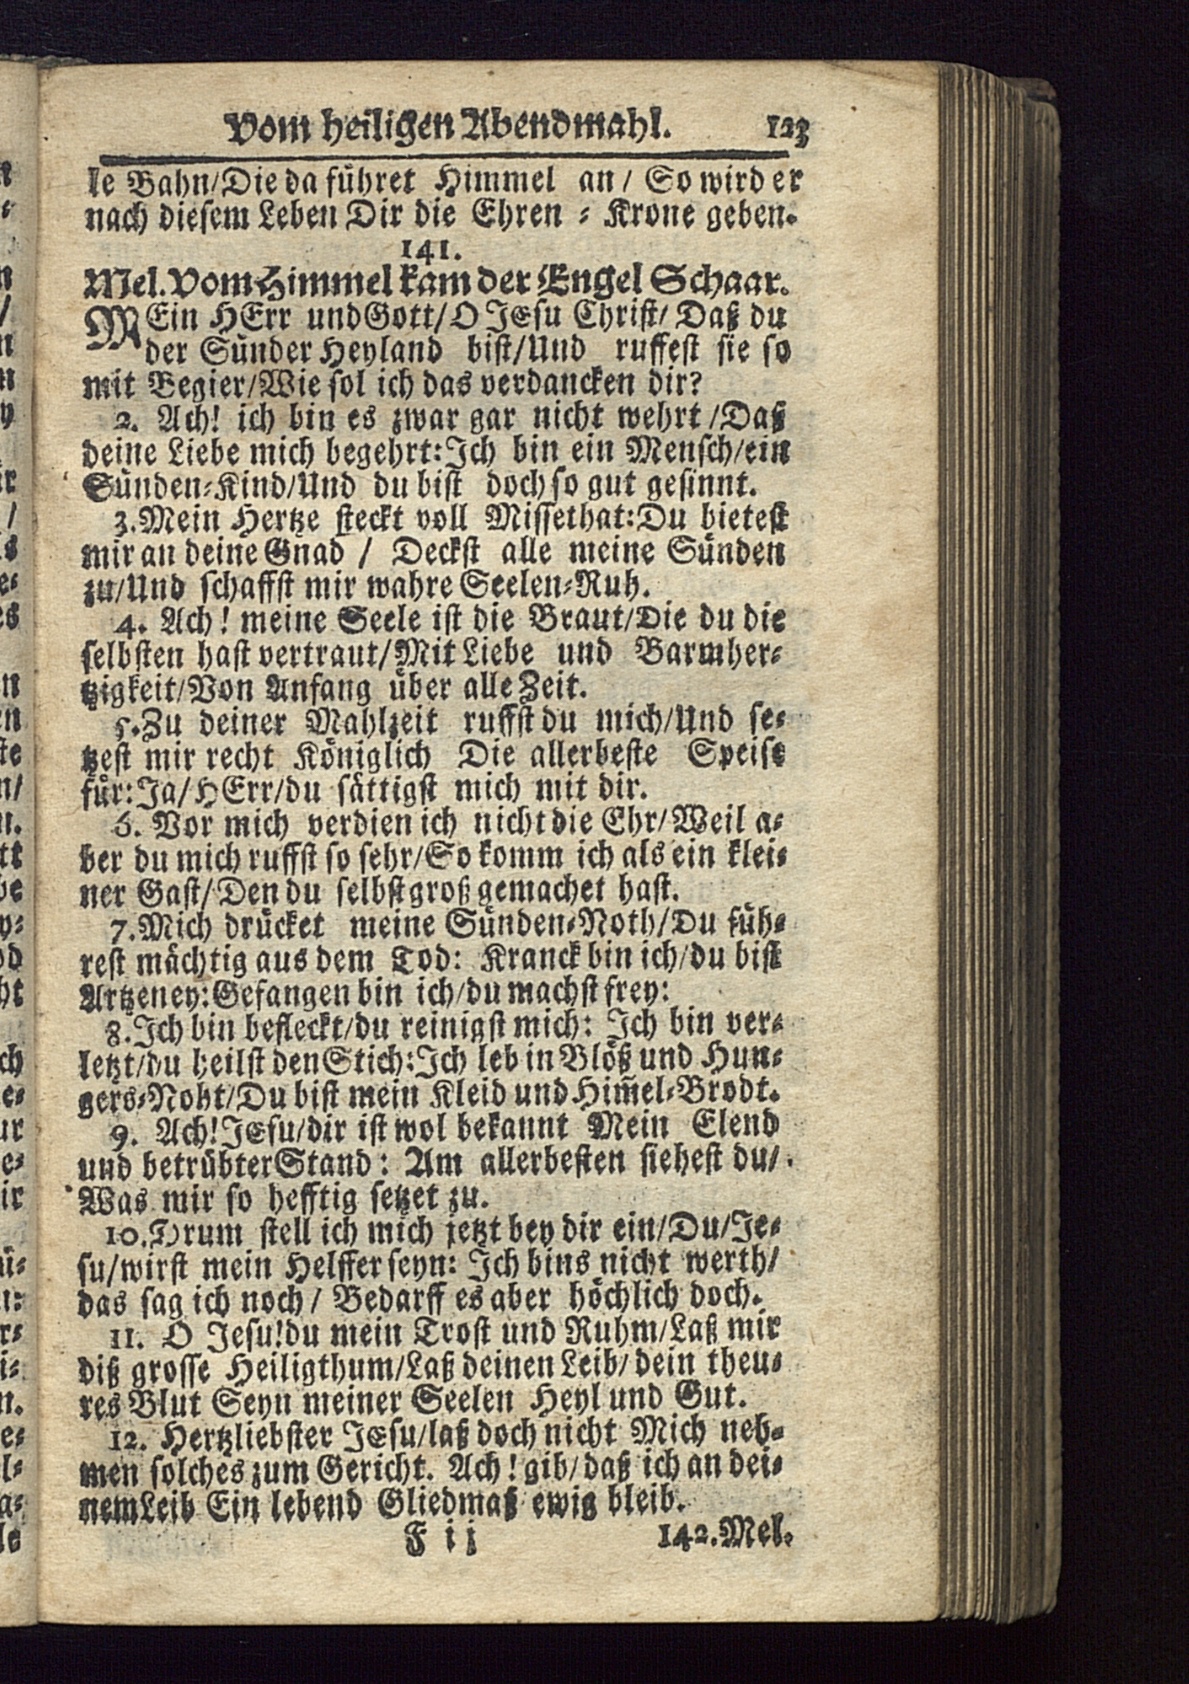 Vom heiligen Abendmahl. 123
le Bahn/Die da führet Himmel an/ So wird er
nach diesem Leben Dir die Ehren-Krone geben.
141.
Mel. Vom Himmel kam der Engel Schaar.
MEin HErr und Gott/O JEsu Christ/ Daß du
der Sünder Heyland bist/Und ruffest sie so
mit Begier/Wie sol ich das verdancken dir?
2. Ach! ich bin es zwar gar nicht wehrt/Daß
deine Liebe mich begehrt: Ich bin ein Mensch/ein
Sünden-Kind/Und du bist doch so gut gesinnt.
3. Mein Hertze steckt voll Missethat: Du bietest
mir an deine Gnad / Deckst alle meine Sünden
zu/Und schaffst mir wahre Seelen-Ruh.
4. Ach! meine Seele ist die Braut/Die du die
selbsten hast vertraut/Mit Liebe und Barmher-
tzigkeit/Von Anfang über alle Zeit.
5. Zu deiner Mahlzeit ruffst du mich/Und se-
tzest mir recht Königlich Die allerbeste Speise
für: Ja/ HErr/du sättigst mich mit dir.
6. Vor mich verdien ich nicht die Ehr/Weil a-
ber du mich ruffst so sehr/So komm ich als ein klei-
ner Gast/Den du selbst groß gemachet hast.
7. Mich drücket meine Sünden-Noth/Du füh-
rest mächtig aus dem Tod: Kranck bin ich/du bist
Artzeney: Gefangen bin ich/du machst frey:
8. Ich bin befleckt/du reinigst mich: Ich bin ver-
letzt/du heilst den Stich: Ich leb in Blöß und Hun-
gers-Noht/Du bist mein Kleid und Him̃el-Brodt.
9. Ach! JEsu/dir ist wol bekannt Mein Elend
und betrübter Stand: Am allerbesten siehest du/
Was mir so hefftig setzet zu.
10. Drum stell ich mich jetzt bey dir ein/Du/Je-
su/wirst mein Helffer seyn: Ich bins nicht werth/
das sag ich noch/ Bedarff es aber höchlich doch.
11. O Jesu! du mein Trost und Ruhm/Laß mir
diß grosse Heiligthum/Laß deinen Leib/ dein theu-
res Blut Seyn meiner Seelen Heyl und Gut.
12. Hertzliebster JEsu/laß doch nicht Mich neh-
men solches zum Gericht. Ach! gib/daß ich an dei-
nem Leib Ein lebend Gliedmaß ewig bleib.
F ii 142. Mel.